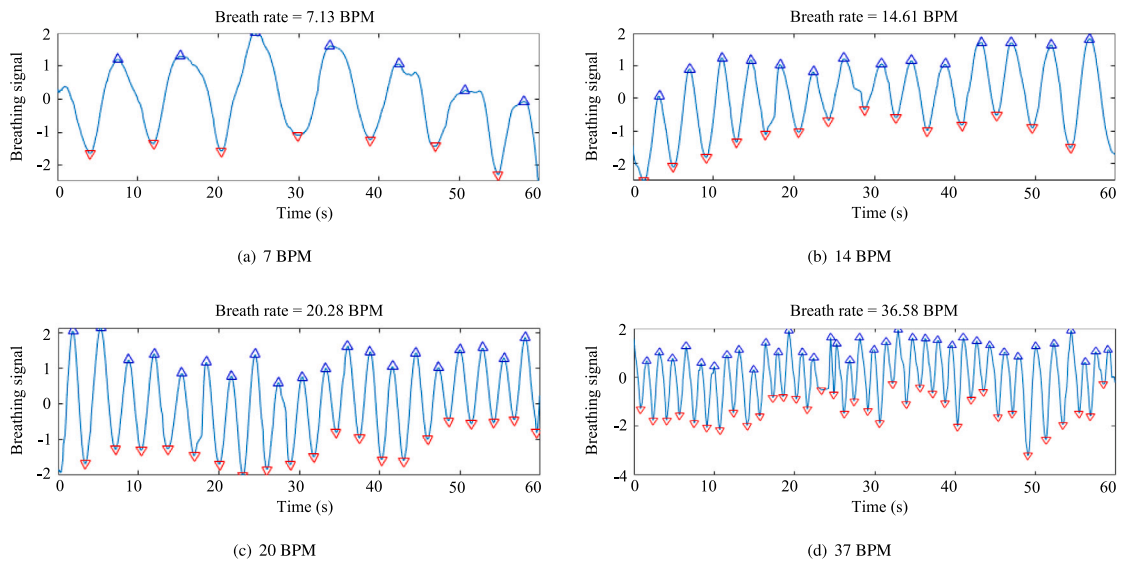 Breath rate = 7.13 BPM
Breathing signal
2
1
0
-1
-2
0 10 20 30 40 50 60
Time (s)
(a) 7 BPM
Breath rate = 14.61 BPM
Breathing signal
2
1
0
-1
-2
0 10 20 30 40 50 60
Time (s)
(b) 14 BPM
Breath rate = 20.28 BPM
Breathing signal
2
1
0
-1
-2
0 10 20 30 40 50 60
Time (s)
(c) 20 BPM
Breath rate = 36.58 BPM
Breathing signal
2
0
-2
-4
0 10 20 30 40 50 60
Time (s)
(d) 37 BPM